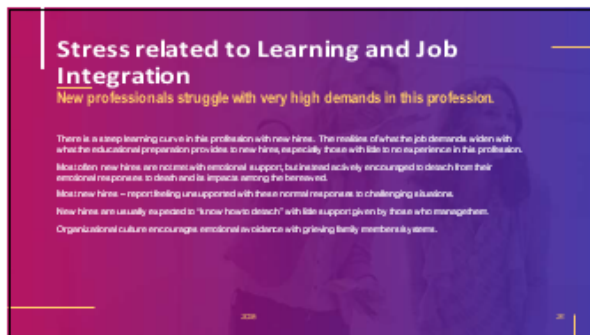 Stress related to Learning and Job
Integration
New professionals struggle with very high demands in this profession.
There is a steep learning curve in this profession with new hires. The realities of what the job demands widen with
what the educational preparation provides to new hires, especially those with little to no experience in this profession.
Most often new hires are not met with emotional support, but instead actively encouraged to detach from their
emotional responses to death and its impacts among the bereaved.
Most new hires – report feeling unsupported with these normal responses to challenging situations.
New hires are usually expected to "know how to detach" with little support given by those who manage them.
Organizational culture encourages emotional avoidance with grieving family members/systems.